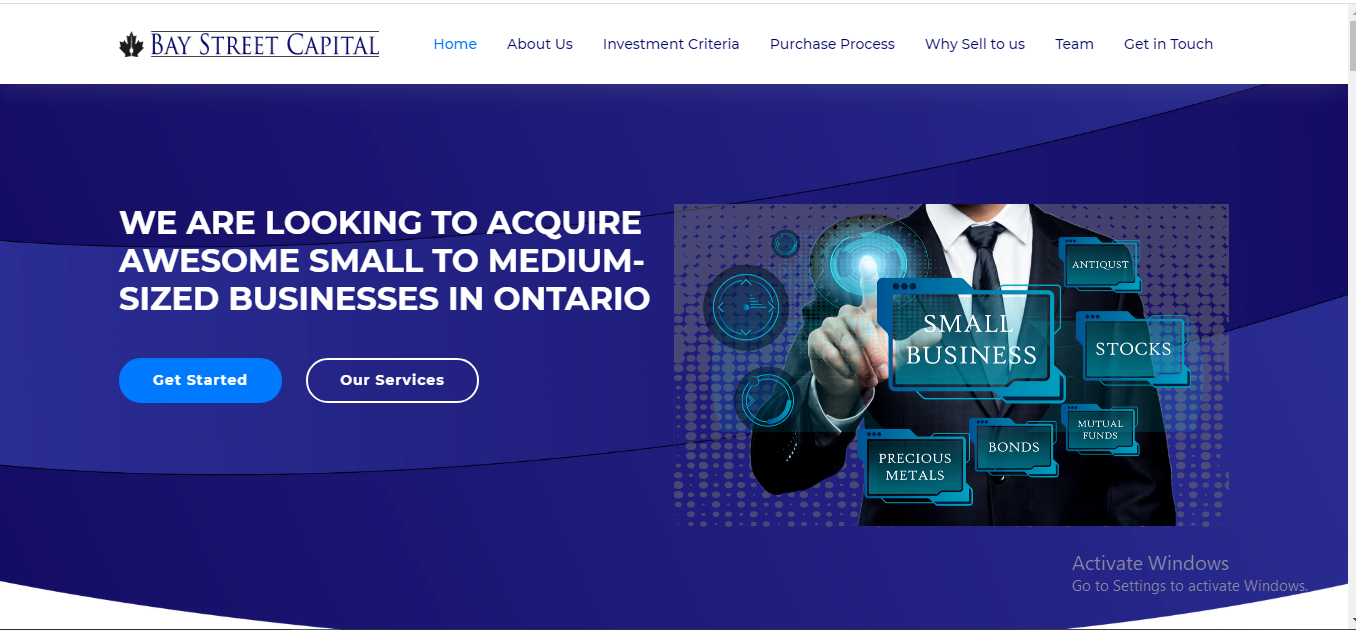 BAY STREET CAPITAL
Home About Us Investment Criteria Purchase Process Why Sell to us Team Get in Touch
WE ARE LOOKING TO ACQUIRE
AWESOME SMALL TO MEDIUM-
SIZED BUSINESSES IN ONTARIO
Get Started Our Services
ANTIQUST
SMALL
BUSINESS
STOCKS
MUTUAL
FUNDS
BONDS
PRECIOUS
METALS
Activate Windows
Go to Settings to activate Windows.